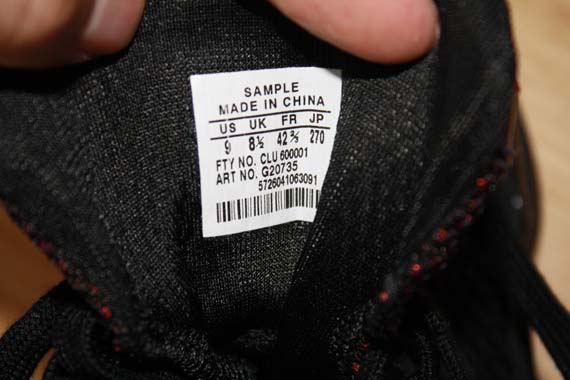 SAMPLE
MADE IN CHINA
US UK FR JP
9 8½ 42⅔ 270
FTY NO. CLU 600001
ART NO. G20735
5726041063091